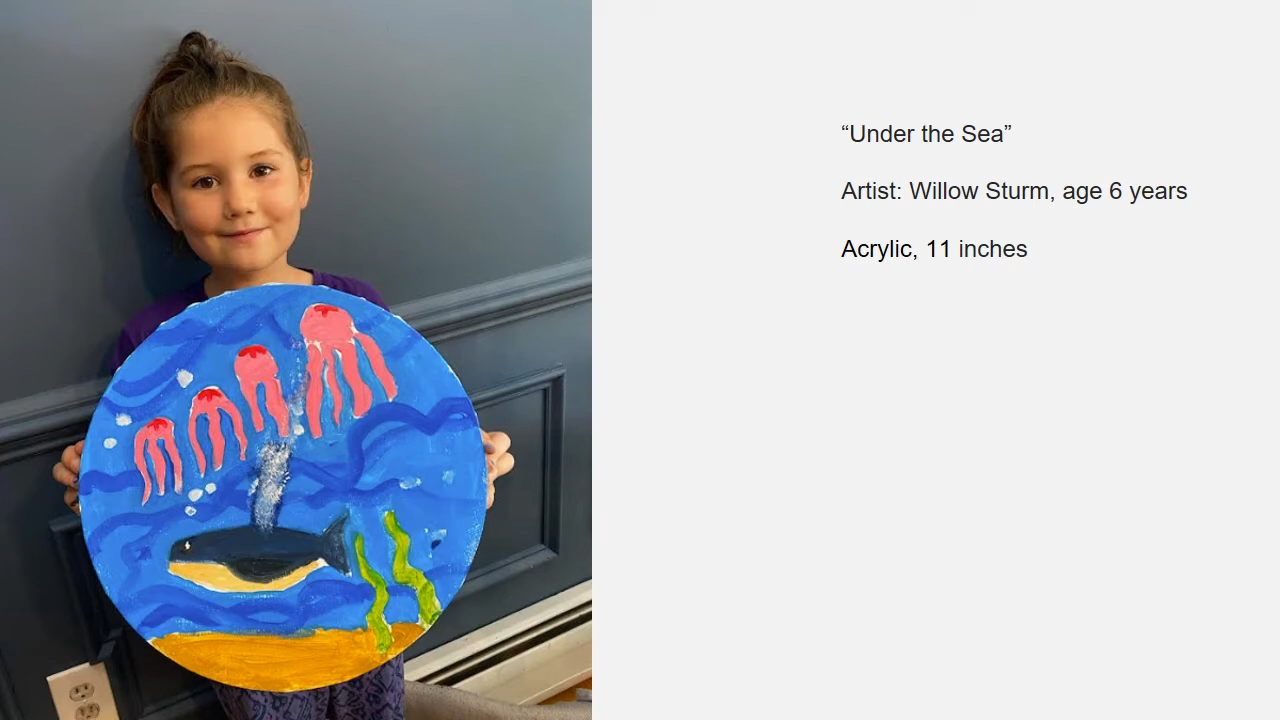 “Under the Sea”
Artist: Willow Sturm, age 6 years
Acrylic, 11 inches